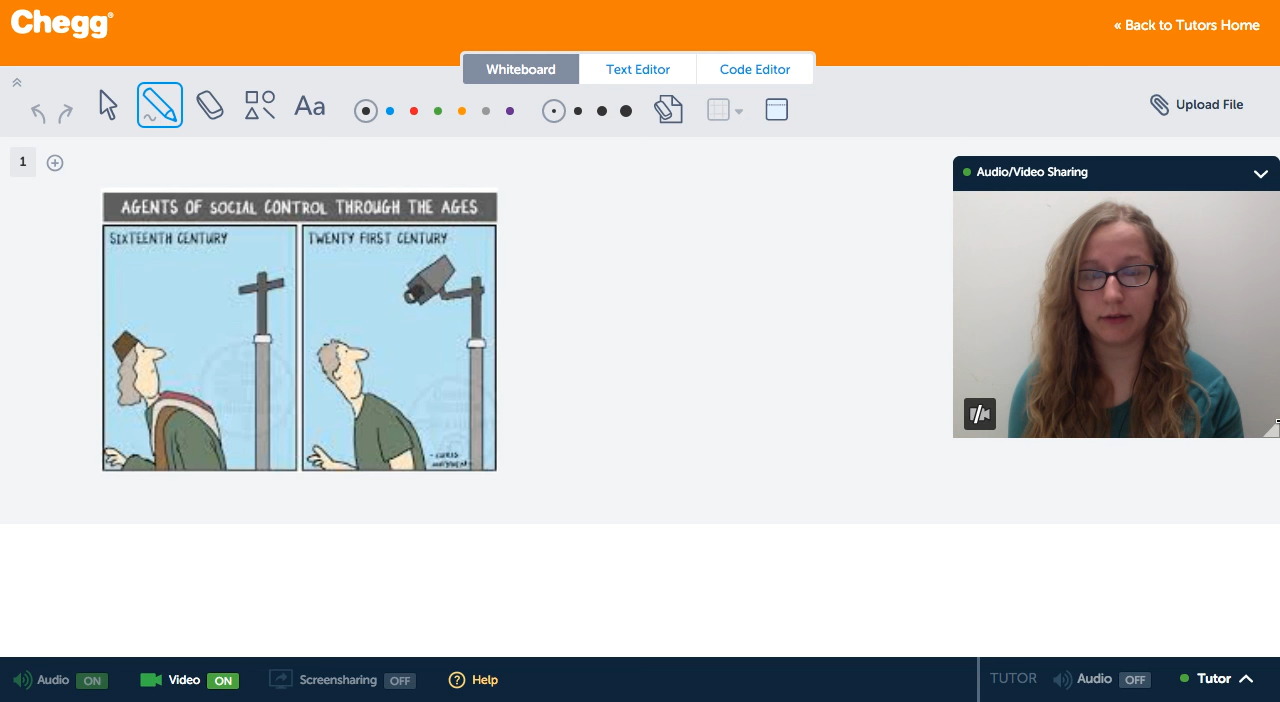 Chegg®
« Back to Tutors Home
Whiteboard
Text Editor
Code Editor
Aa
Upload File
1
Audio/Video Sharing
AGENTS OF SOCIAL CONTROL THROUGH THE AGES
SIXTEENTH CENTURY
TWENTY FIRST CENTURY
Audio ON
Video ON
Screensharing OFF
? Help
TUTOR
Audio OFF
Tutor